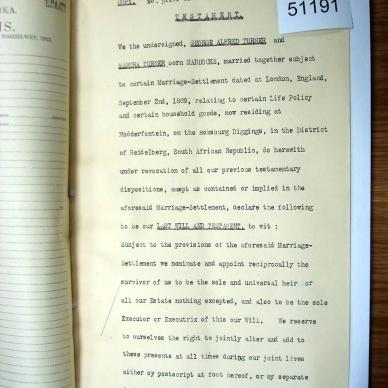 KA.
IS.
BOEDELWET, 1913.
51191
COPY.
TESTAMENT.
We the undersigned, GEORGE ALFRED TURNER and
MARTHA TURNER born MADDOCKS, married together subject
to certain Marriage-Settlement dated at London, England,
September 2nd, 1889, relating to certain Life Policy
and certain household goods, now residing at
Modderfontein, on the Boksburg Diggings, in the District
of Heidelberg, South African Republic, do herewith
under revocation of all our previous testamentary
dispositions, except as contained or implied in the
aforesaid Marriage-Settlement, declare the following
to be our LAST WILL AND TESTAMENT, to wit :
Subject to the provisions of the aforesaid Marriage-
Settlement we nominate and appoint reciprocally the
survivor of us to be the sole and universal heir of
all our Estate nothing excepted, and also to be the sole
Executor or Executrix of this our Will. We reserve
to ourselves the right to jointly alter and add to
these presents at all times during our joint lives
either by postscript at foot hereof, or by separate